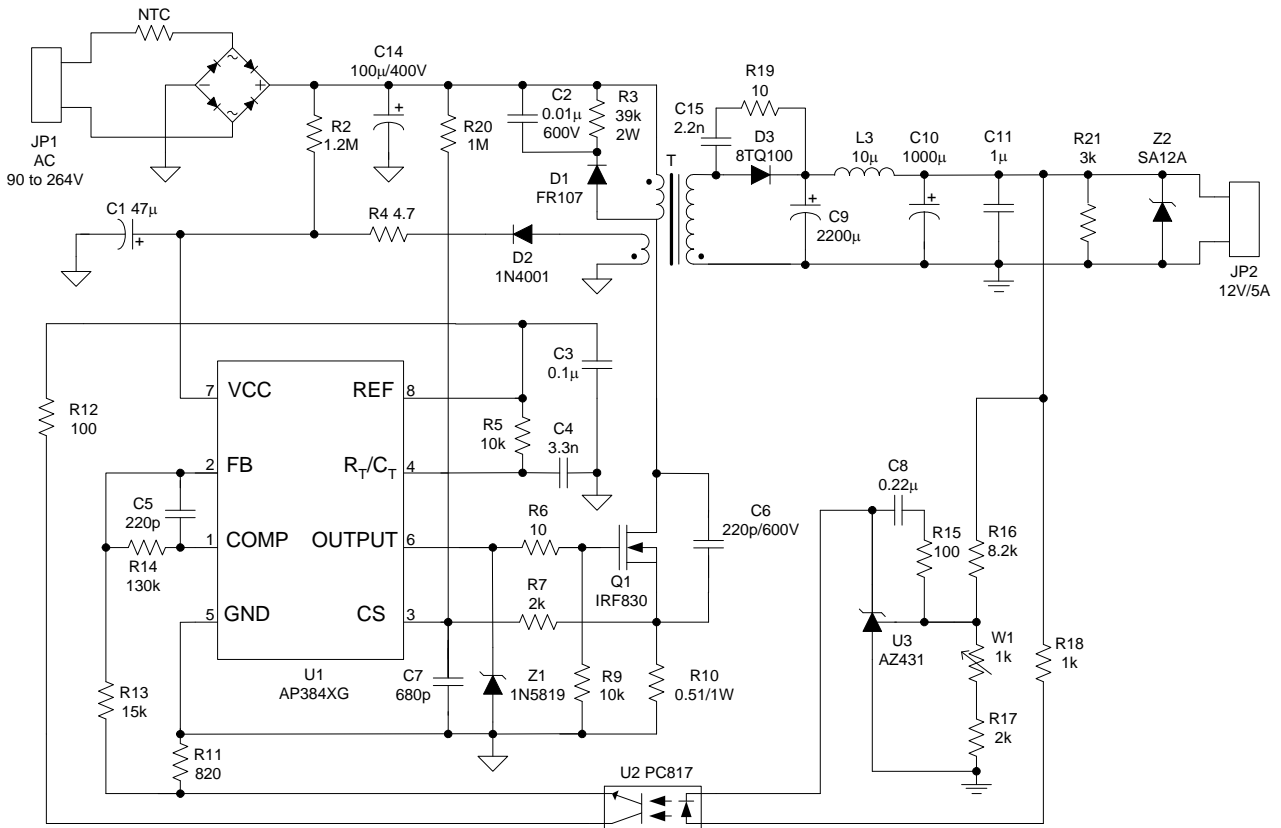 NTC
JP1
AC
90 to 264V
C14
100μ/400V
R2
1.2M
R20
1M
C2
0.01μ
600V
R3
39k
2W
D1
FR107
T
C15
2.2n
R19
10
D3
8TQ100
L3
10μ
C10
1000μ
C11
1μ
R21
3k
Z2
SA12A
C9
2200μ
JP2
12V/5A
C1 47μ
R4 4.7
D2
1N4001
C3
0.1μ
R12
100
7 VCC
REF 8
R5
10k
C4
3.3n
2 FB
RT/CT 4
C5
220p
1 COMP
OUTPUT 6
R14
130k
R6
10
Q1
IRF830
C6
220p/600V
5 GND
CS 3
R7
2k
U1
AP384XG
C7
680p
Z1
1N5819
R9
10k
R10
0.51/1W
R13
15k
R11
820
C8
0.22μ
R15
100
R16
8.2k
U3
AZ431
W1
1k
R18
1k
R17
2k
U2 PC817